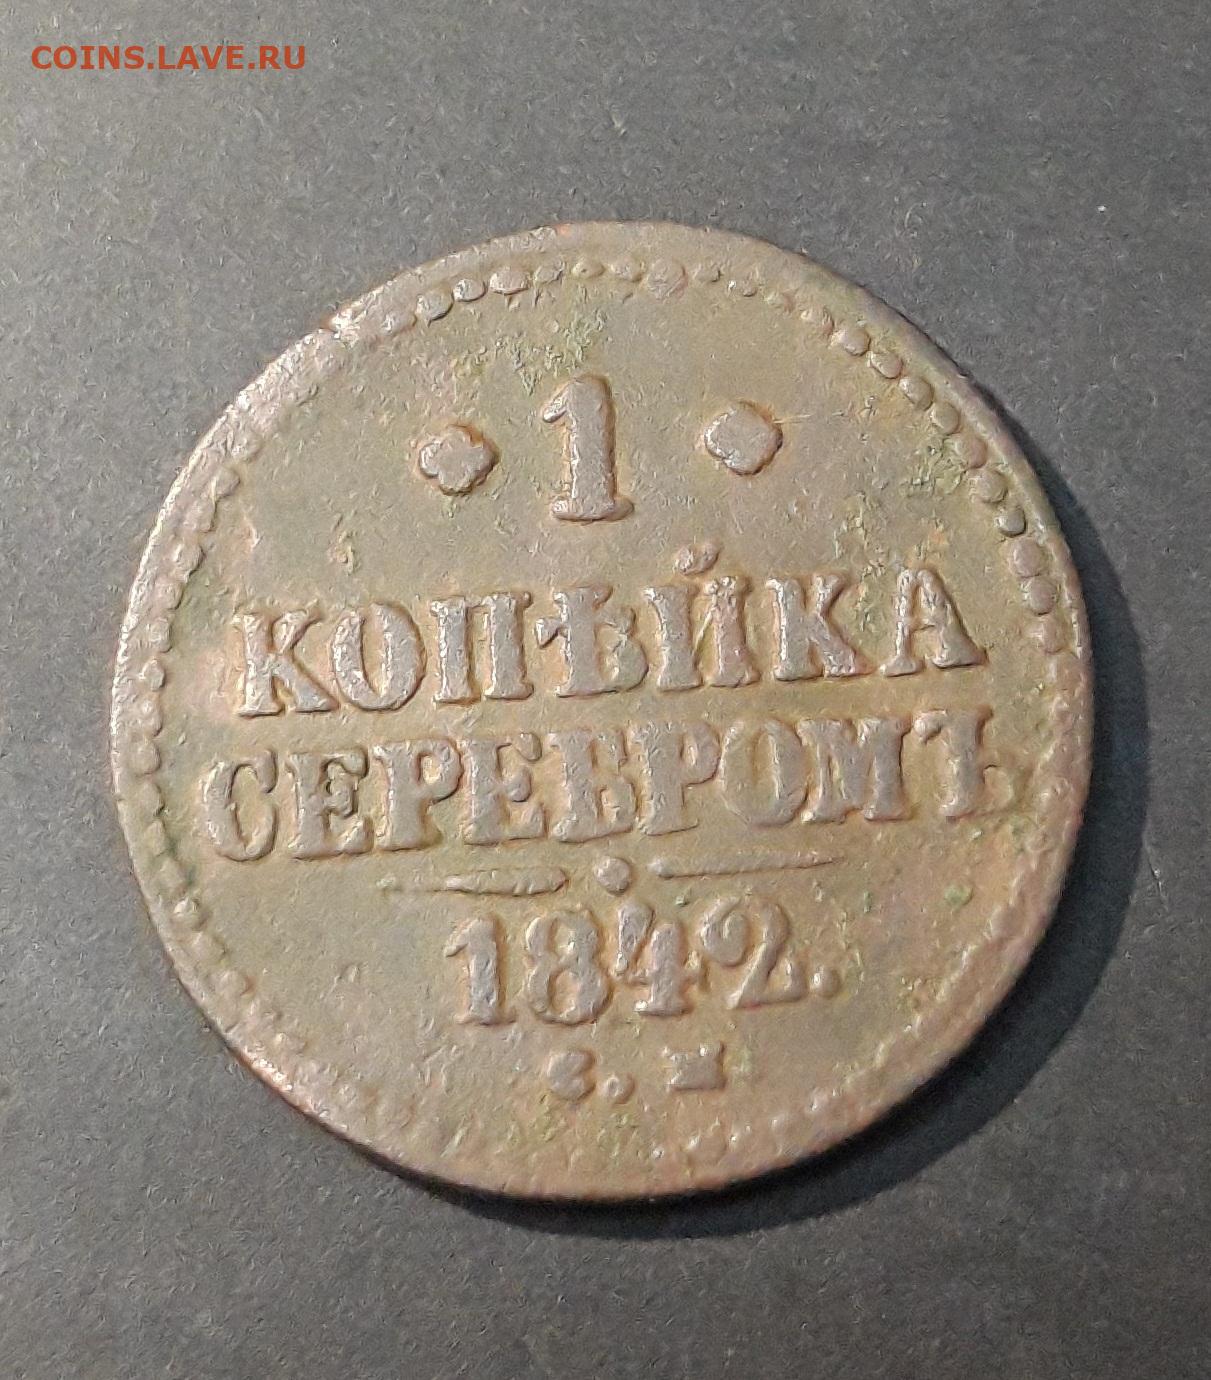 COINS.LAVE.RU
1
КОПѢЙКА
СЕРЕБРОМЪ
1842.
С. М